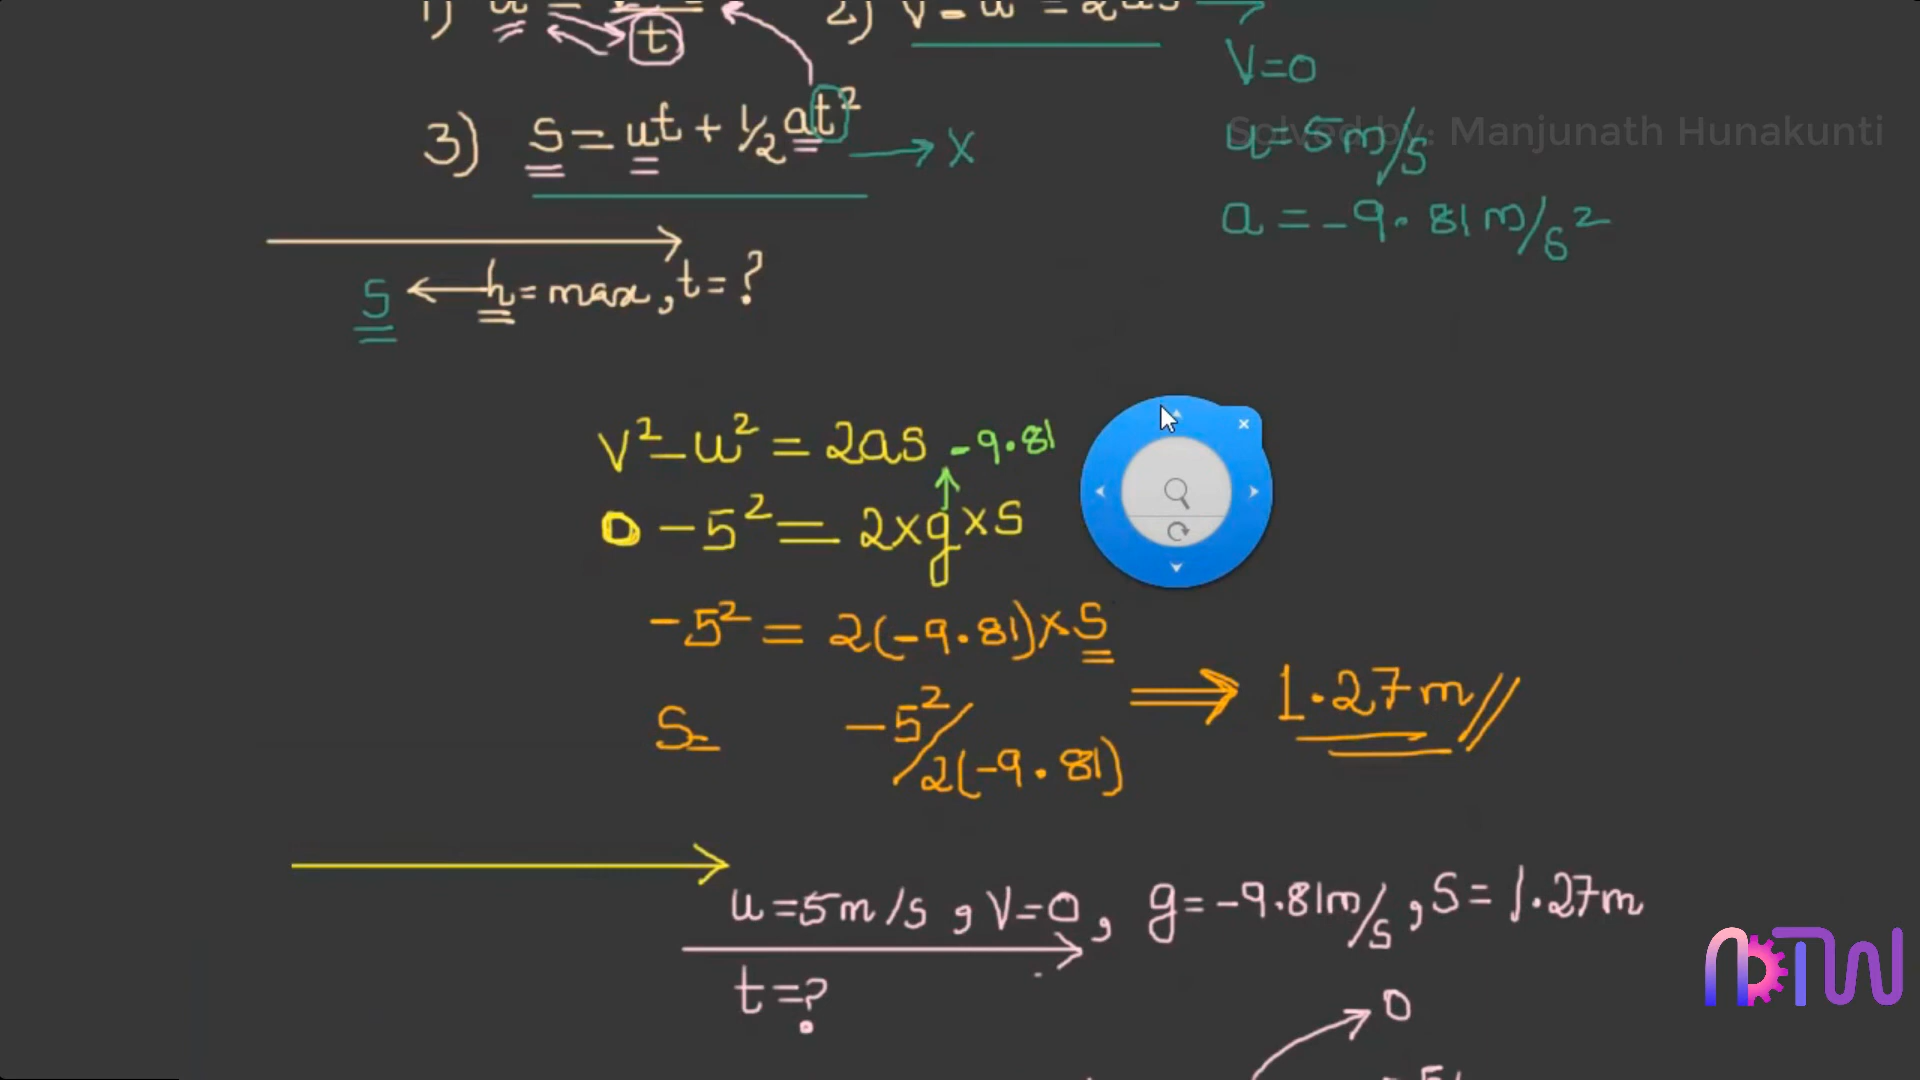 t
V=0
3) S = ut + 1/2 at² → X
Solved by: Manjunath Hunakunti
u=5m/s
a = -9.81m/s²
S ← h = max, t = ?
V² - u² = 2as -9.81
0 - 5² = 2×g×s
-5² = 2(-9.81)×S
S= -5²/2(-9.81) ⇒ 1.27m//
u=5m/s, V=0, g=-9.81m/s, S=1.27m
t=?
0